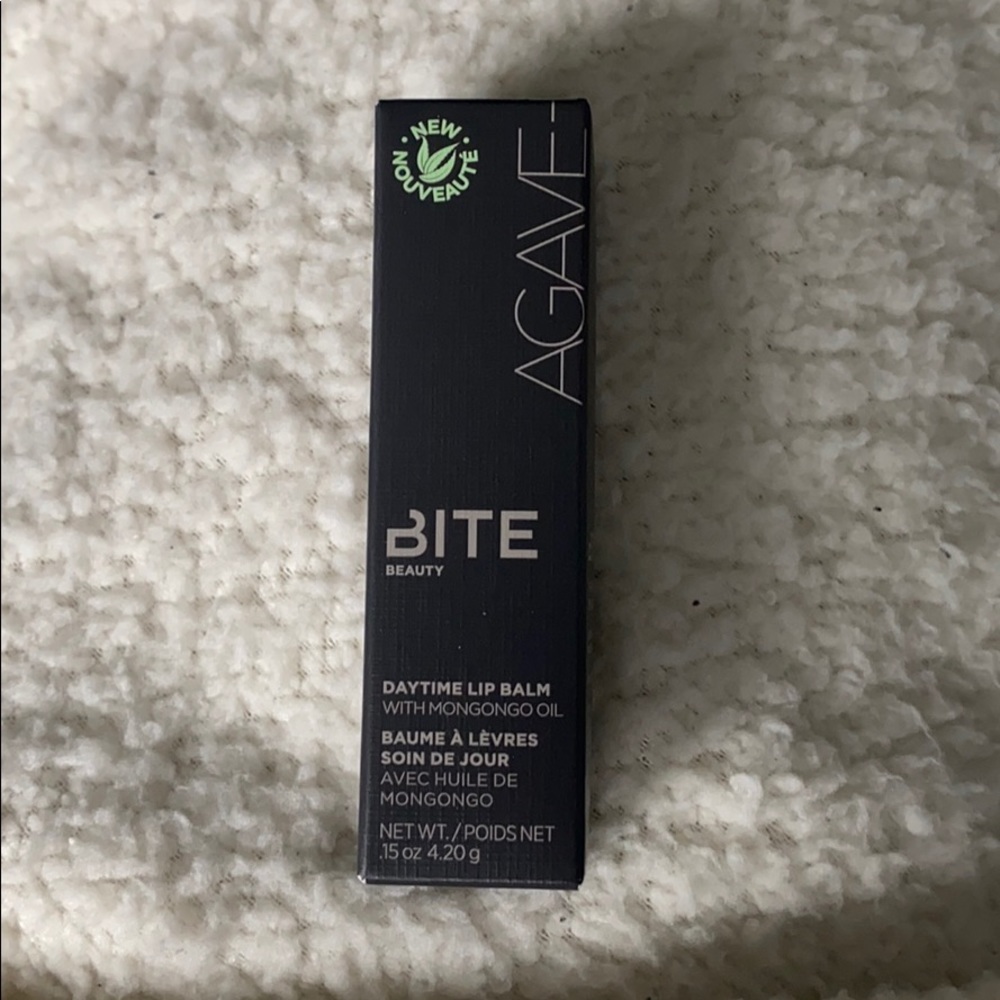 NEW
NOUVEAUTÉ
AGAVE+
BITE
BEAUTY
DAYTIME LIP BALM
WITH MONGONGO OIL
BAUME À LÈVRES
SOIN DE JOUR
AVEC HUILE DE
MONGONGO
NET WT. / POIDS NET
.15 oz 4.20 g